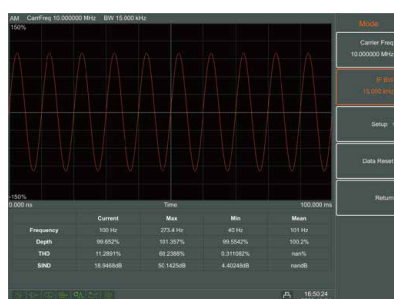 AM CarrFreq 10.000000 MHz BW 15.000 kHz
Mode
150%
Carrier Freq
10.000000 MHz
IF BW
15.000 kHz
Setup
Data Reset
Return
-150%
0.000 ns Time 100.000 ms
Current Max Min Mean
Frequency 100 Hz 273.4 Hz 40 Hz 101 Hz
Depth 99.652% 101.357% 99.5542% 100.2%
THD 11.2891% 60.2388% 0.311082% nan%
SIND 18.9468dB 50.1425dB 4.40248dB nandB
16:50:24